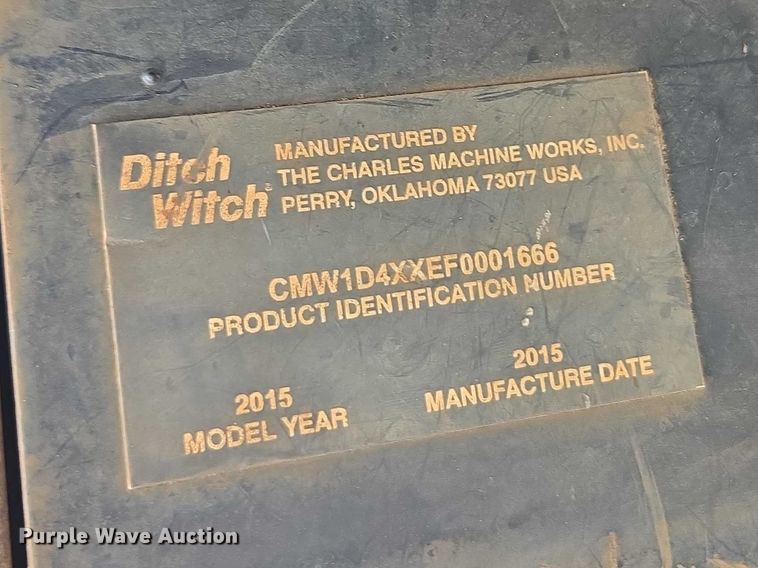 Ditch
Witch®
MANUFACTURED BY
THE CHARLES MACHINE WORKS, INC.
PERRY, OKLAHOMA 73077 USA
CMW1D4XXEF0001666
PRODUCT IDENTIFICATION NUMBER
2015
MODEL YEAR
2015
MANUFACTURE DATE
Purple Wave Auction